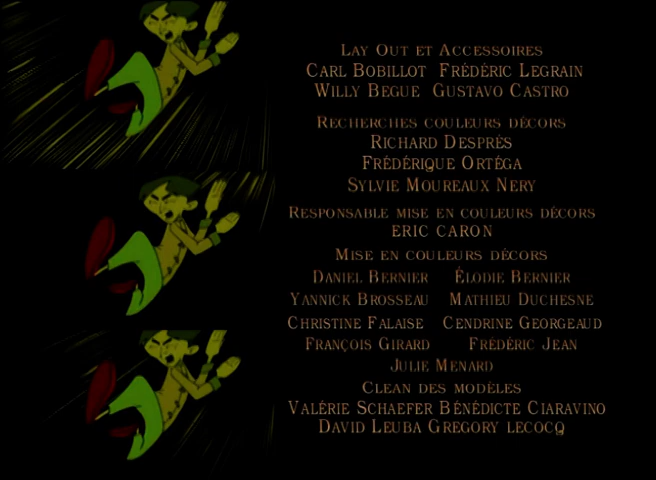 Lay Out et Accessoires
Carl Bobillot Frédéric Legrain
Willy Begue Gustavo Castro
Recherches couleurs décors
Richard Desprès
Frédérique Ortéga
Sylvie Moureaux Nery
Responsable mise en couleurs décors
Eric Caron
Mise en couleurs décors
Daniel Bernier Élodie Bernier
Yannick Brosseau Mathieu Duchesne
Christine Falaise Cendrine Georgeaud
François Girard Frédéric Jean
Julie Menard
Clean des modèles
Valérie Schaefer Bénédicte Ciaravino
David Leuba Gregory lecocq